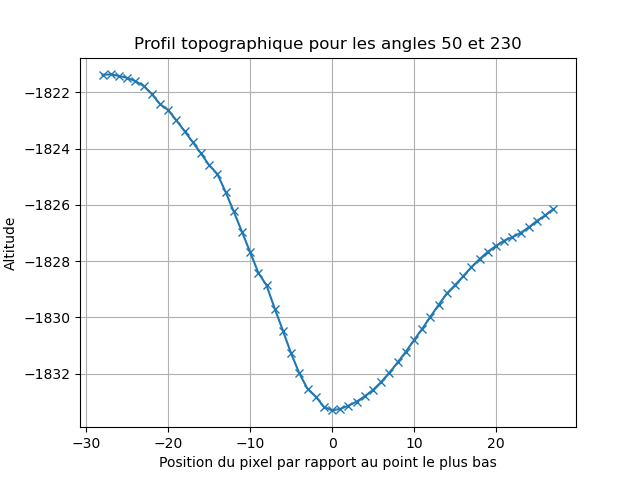 Profil topographique pour les angles 50 et 230
Altitude
−1822
−1824
−1826
−1828
−1830
−1832
−30 −20 −10 0 10 20
Position du pixel par rapport au point le plus bas